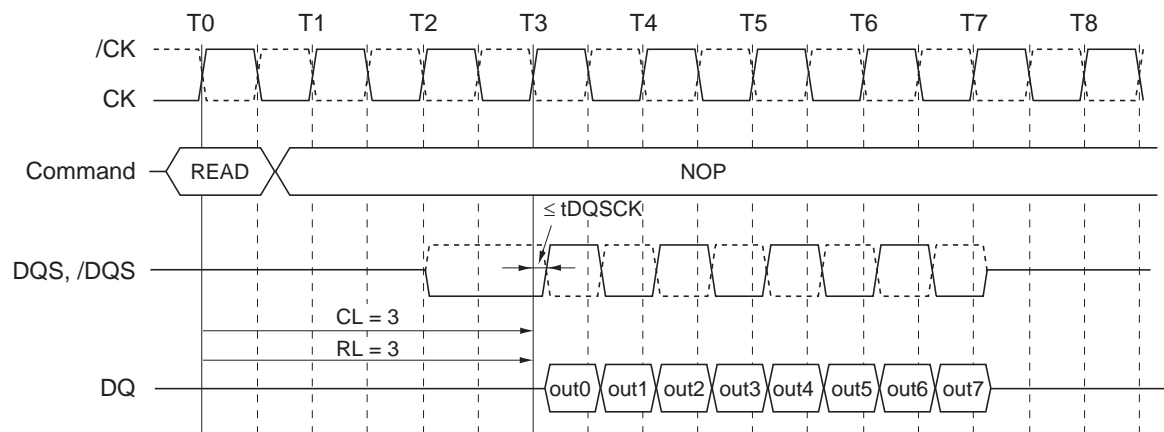 T0 T1 T2 T3 T4 T5 T6 T7 T8
/CK
CK
Command READ NOP
≤ tDQSCK
DQS, /DQS
CL = 3
RL = 3
DQ out0 out1 out2 out3 out4 out5 out6 out7